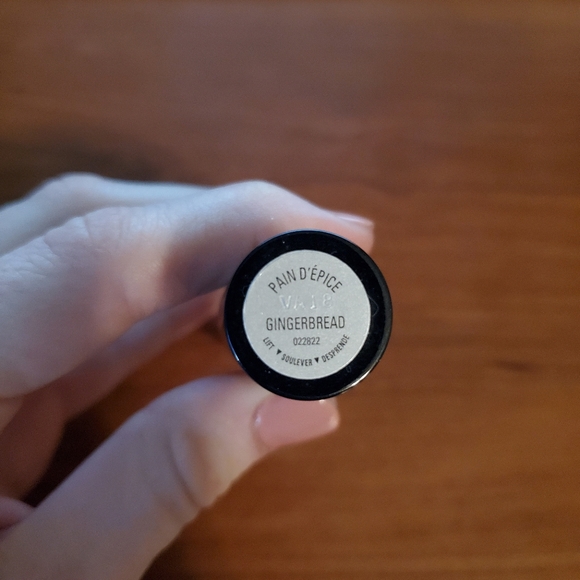 PAIN D'ÉPICE
GINGERBREAD
022822
LIFT ▼ SOULEVER ▼ DESPRENDE